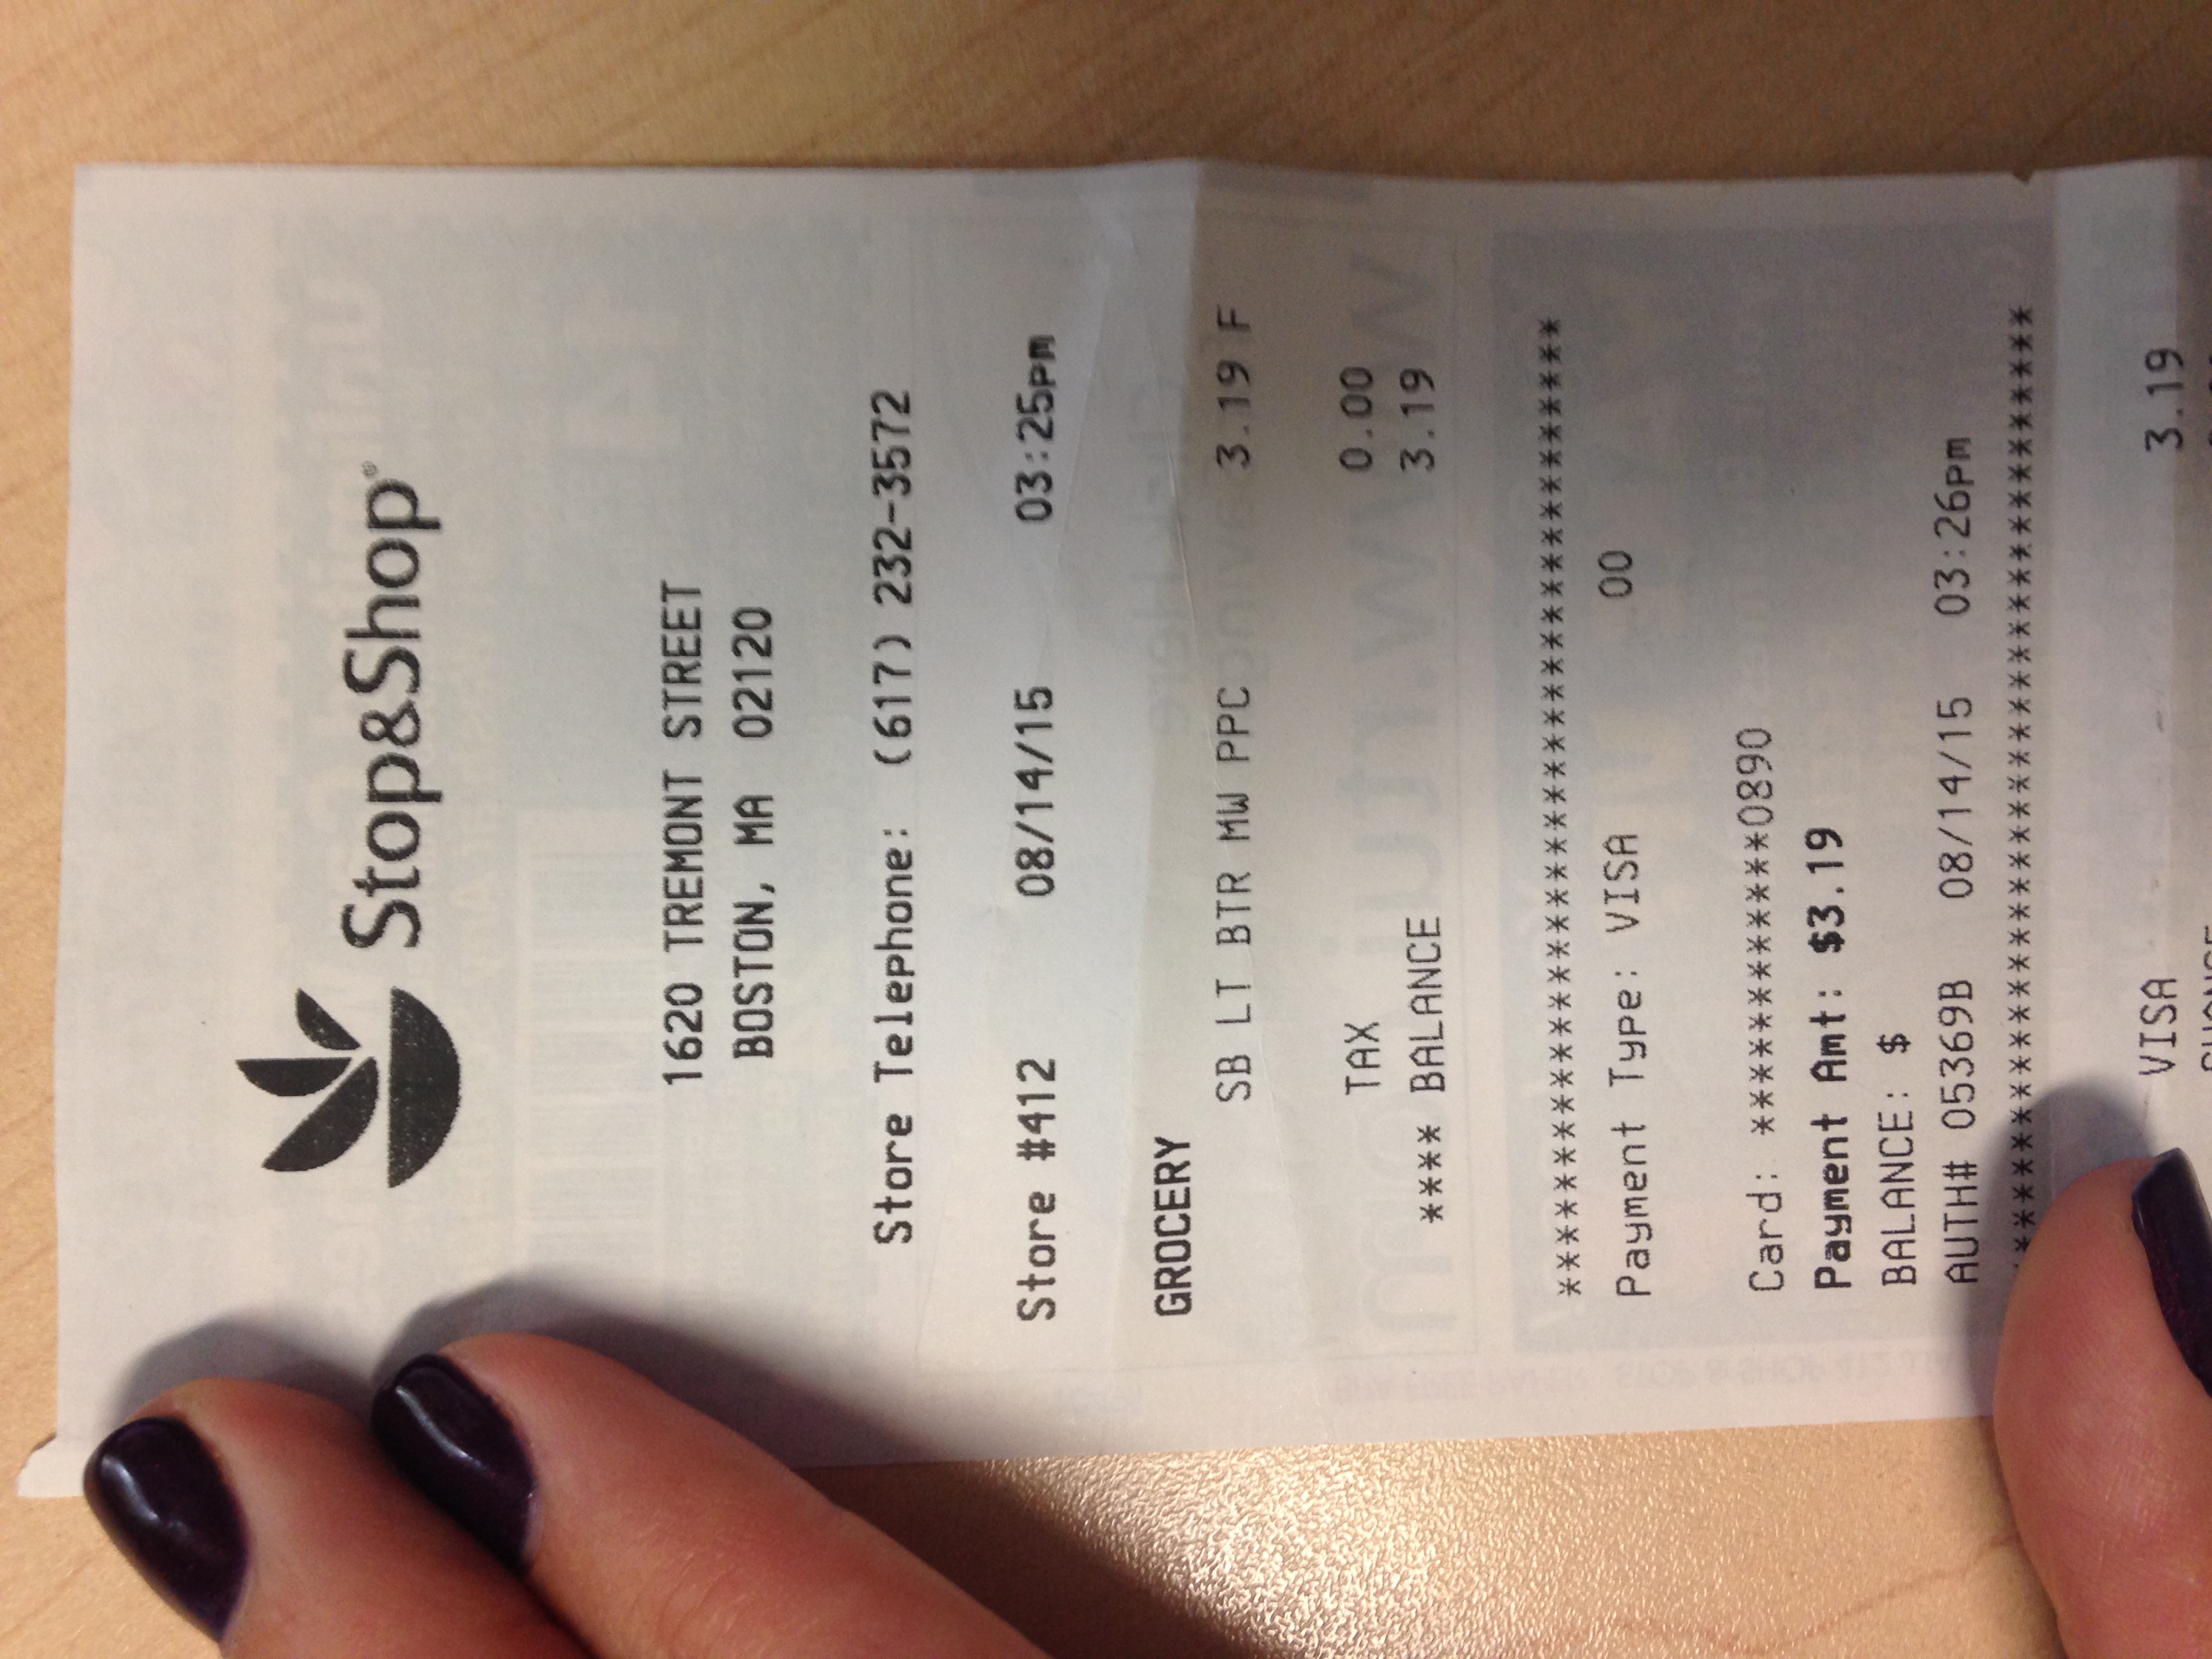 Stop&Shop®
1620 TREMONT STREET
BOSTON, MA 02120
Store Telephone: (617) 232-3572
Store #412 08/14/15 03:25pm
GROCERY
SB LT BTR MW PPC 3.19 F
TAX 0.00
**** BALANCE 3.19
******************************************
Payment Type: VISA 00
Card: ************0890
Payment Amt: $3.19
BALANCE: $
AUTH# 05369B 08/14/15 03:26pm
******************************************
VISA 3.19